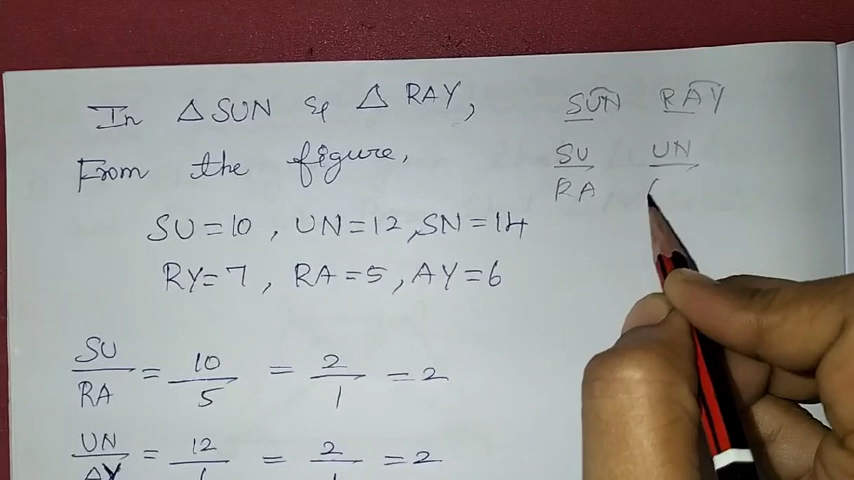 In △ SUN & △ RAY,
From the figure,
SU=10, UN=12, SN=14
RY=7, RA=5, AY=6
SU/RA = 10/5 = 2/1 = 2
UN/AY = 12/ = 2/1 = 2
SUN RAY
SU/RA UN/